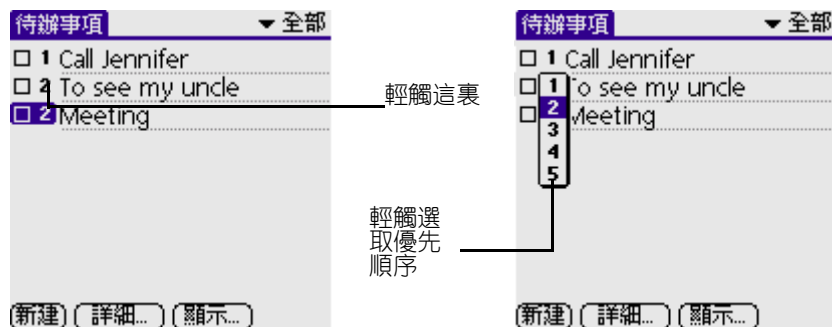 待辦事項 全部
1 Call Jennifer
2 To see my uncle
2 Meeting
新建 詳細... 顯示...
輕觸這裏
輕觸選
取優先
順序
待辦事項 全部
1 Call Jennifer
To see my uncle
Meeting
1
2
3
4
5
新建 詳細... 顯示...